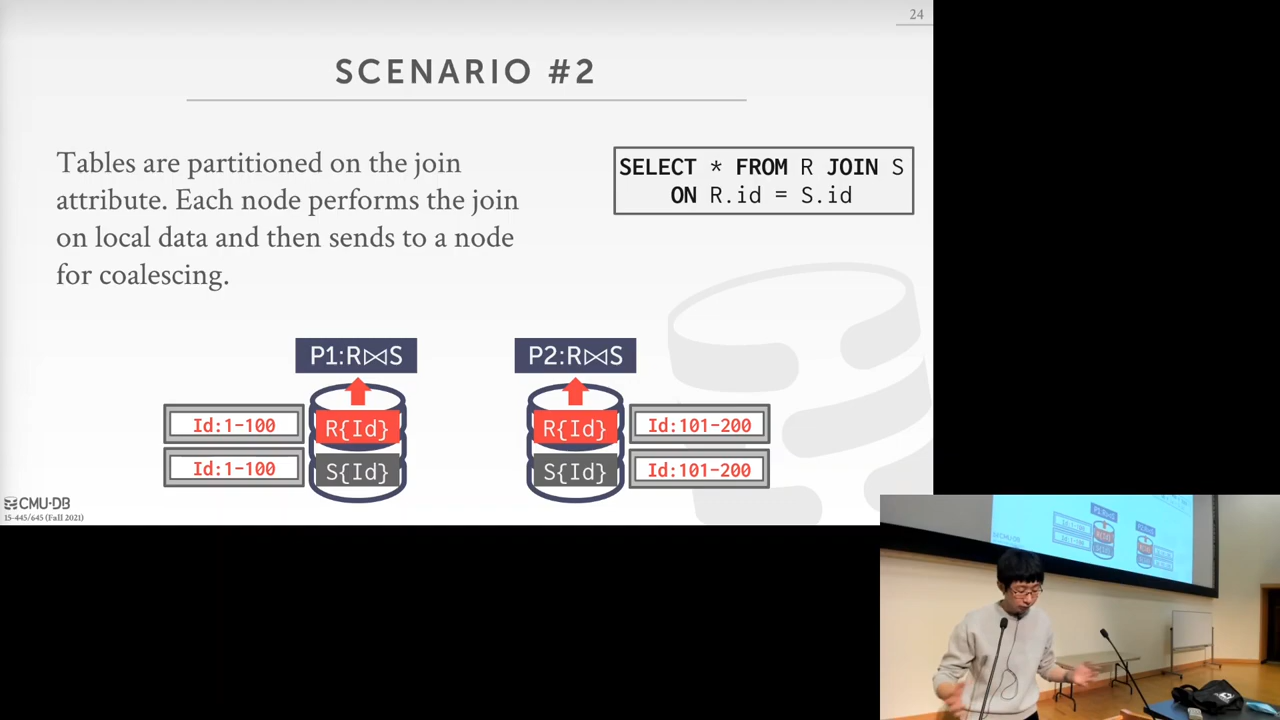 24
SCENARIO #2
Tables are partitioned on the join
attribute. Each node performs the join
on local data and then sends to a node
for coalescing.
SELECT * FROM R JOIN S
ON R.id = S.id
P1:R⋈S
P2:R⋈S
Id:1-100
R{Id}
R{Id}
Id:101-200
Id:1-100
S{Id}
S{Id}
Id:101-200
CMU·DB
15-445/645 (Fall 2021)